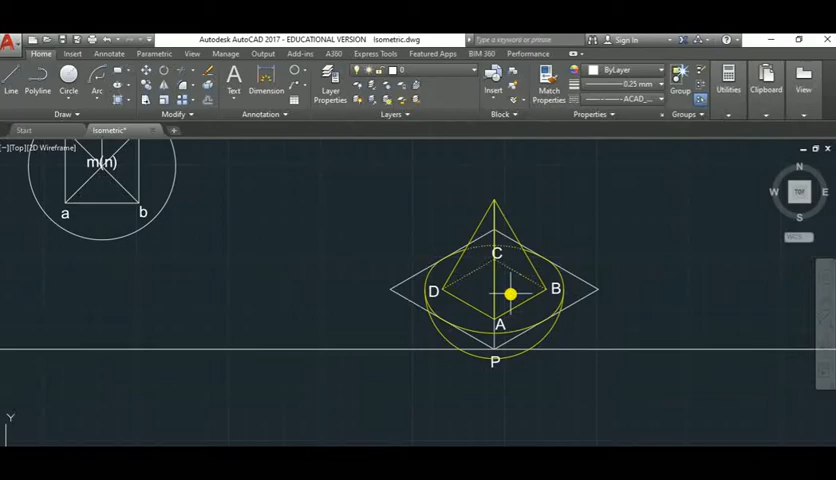 Autodesk AutoCAD 2017 - EDUCATIONAL VERSION Isometric.dwg
Type a keyword or phrase
Sign In
Home Insert Annotate Parametric View Manage Output Add-ins A360 Express Tools Featured Apps BIM 360 Performance
0
ByLayer
0.25 mm
ACAD_...
Line Polyline Circle Arc Text Dimension Layer Properties Insert Match Properties Group Utilities Clipboard View
Draw Modify Annotation Layers Block Properties Groups
Start Isometric*
[-][Top][2D Wireframe]
N
W TOP E
S
WCS
m(n)
a b
C
D B
A
P
Y